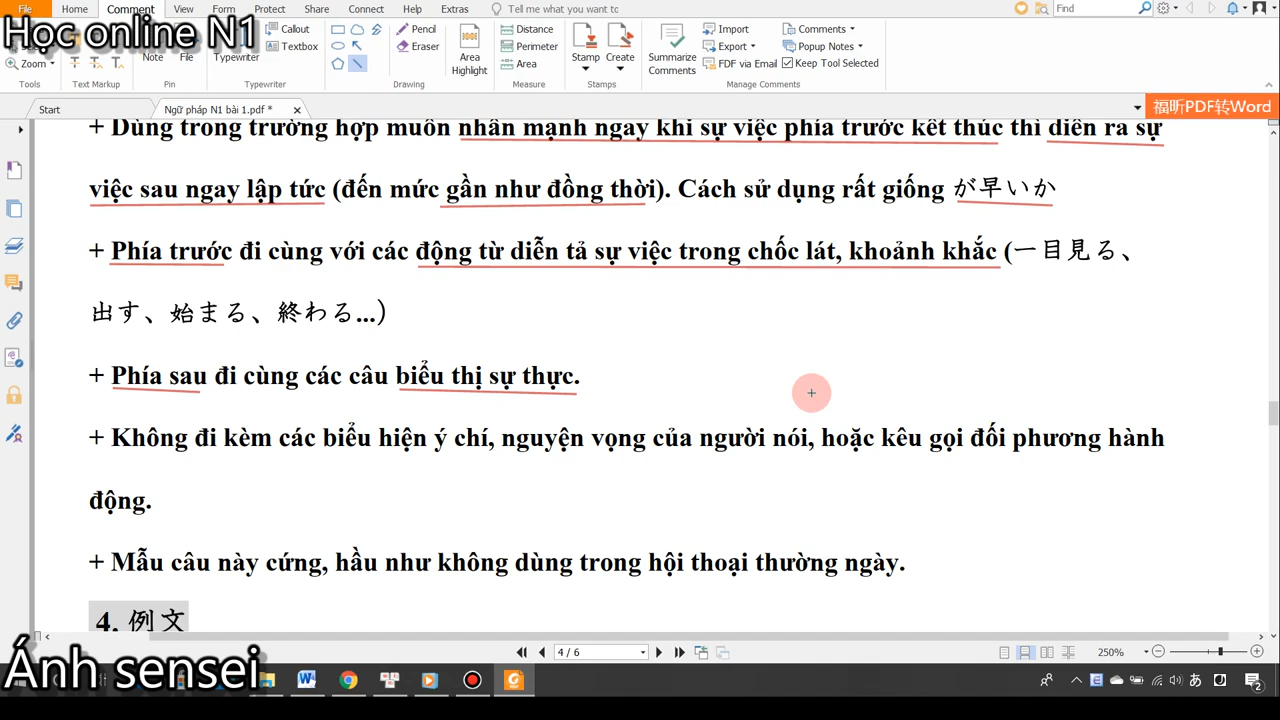 File Home Comment View Form Protect Share Connect Help Extras Tell me what you want to Find
Học online N1
Zoom Note File Typewriter Callout Textbox Pencil Eraser Area Highlight Distance Perimeter Area Stamp Create Summarize Comments Import Export FDF via Email Comments Popup Notes Keep Tool Selected
Tools Text Markup Pin Typewriter Drawing Measure Stamps Manage Comments
Start Ngữ pháp N1 bài 1.pdf * 福昕PDF转Word
+ Dùng trong trường hợp muốn nhấn mạnh ngay khi sự việc phía trước kết thúc thì diễn ra sự
việc sau ngay lập tức (đến mức gần như đồng thời). Cách sử dụng rất giống が早いか
+ Phía trước đi cùng với các động từ diễn tả sự việc trong chốc lát, khoảnh khắc (一目見る、
出す、始まる、終わる...)
+ Phía sau đi cùng các câu biểu thị sự thực.
+ Không đi kèm các biểu hiện ý chí, nguyện vọng của người nói, hoặc kêu gọi đối phương hành
động.
+ Mẫu câu này cứng, hầu như không dùng trong hội thoại thường ngày.
4. 例文
4 / 6 250%
Ánh sensei